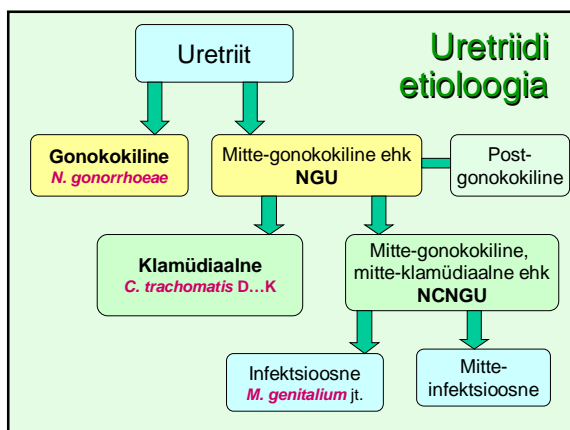 Uretriidi
etioloogia
Uretriit
Gonokokiline
N. gonorrhoeae
Mitte-gonokokiline ehk
NGU
Post-
gonokokiline
Klamüdiaalne
C. trachomatis D...K
Mitte-gonokokiline,
mitte-klamüdiaalne ehk
NCNGU
Infektsioosne
M. genitalium jt.
Mitte-
infektsioosne